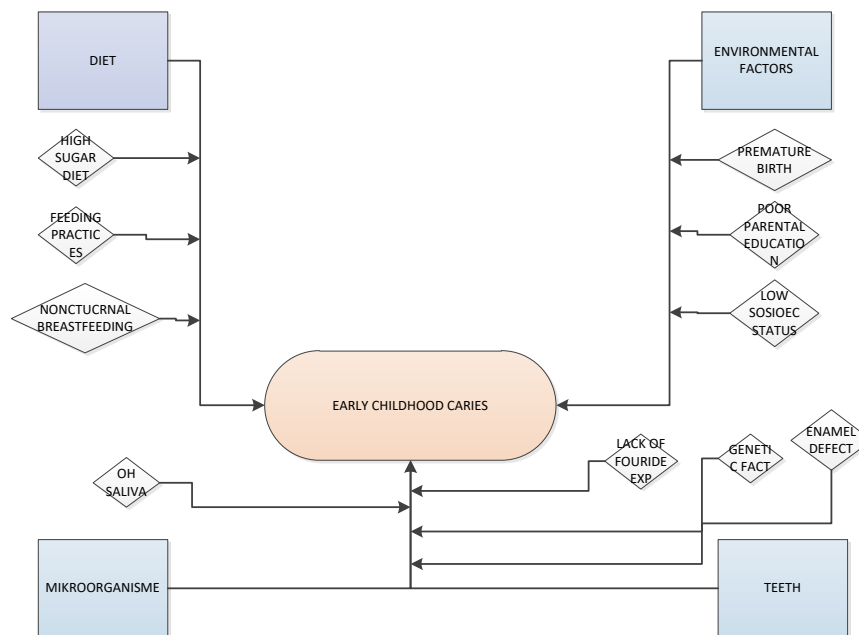 DIET
ENVIRONMENTAL
FACTORS
HIGH
SUGAR
DIET
PREMATURE
BIRTH
FEEDING
PRACTIC
ES
POOR
PARENTAL
EDUCATIO
N
NONCTUCRNAL
BREASTFEEDING
LOW
SOSIOEC
STATUS
EARLY CHILDHOOD CARIES
LACK OF
FOURIDE
EXP
GENETI
C FACT
ENAMEL
DEFECT
OH
SALIVA
MIKROORGANISME
TEETH